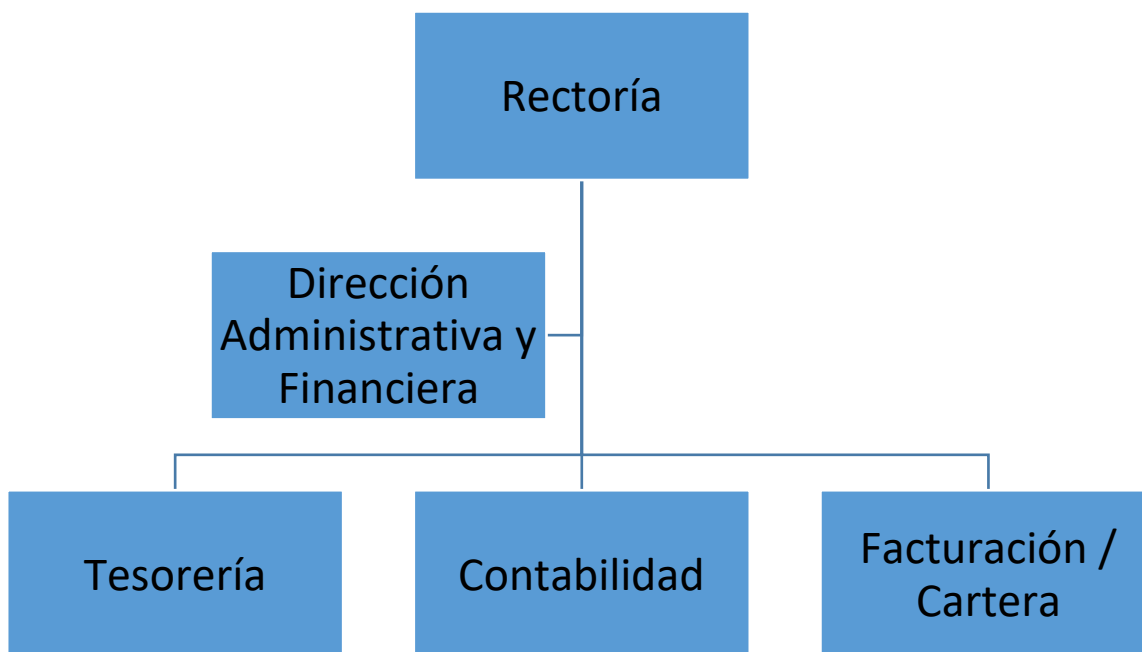 Rectoría
Dirección
Administrativa y
Financiera
Tesorería
Contabilidad
Facturación /
Cartera